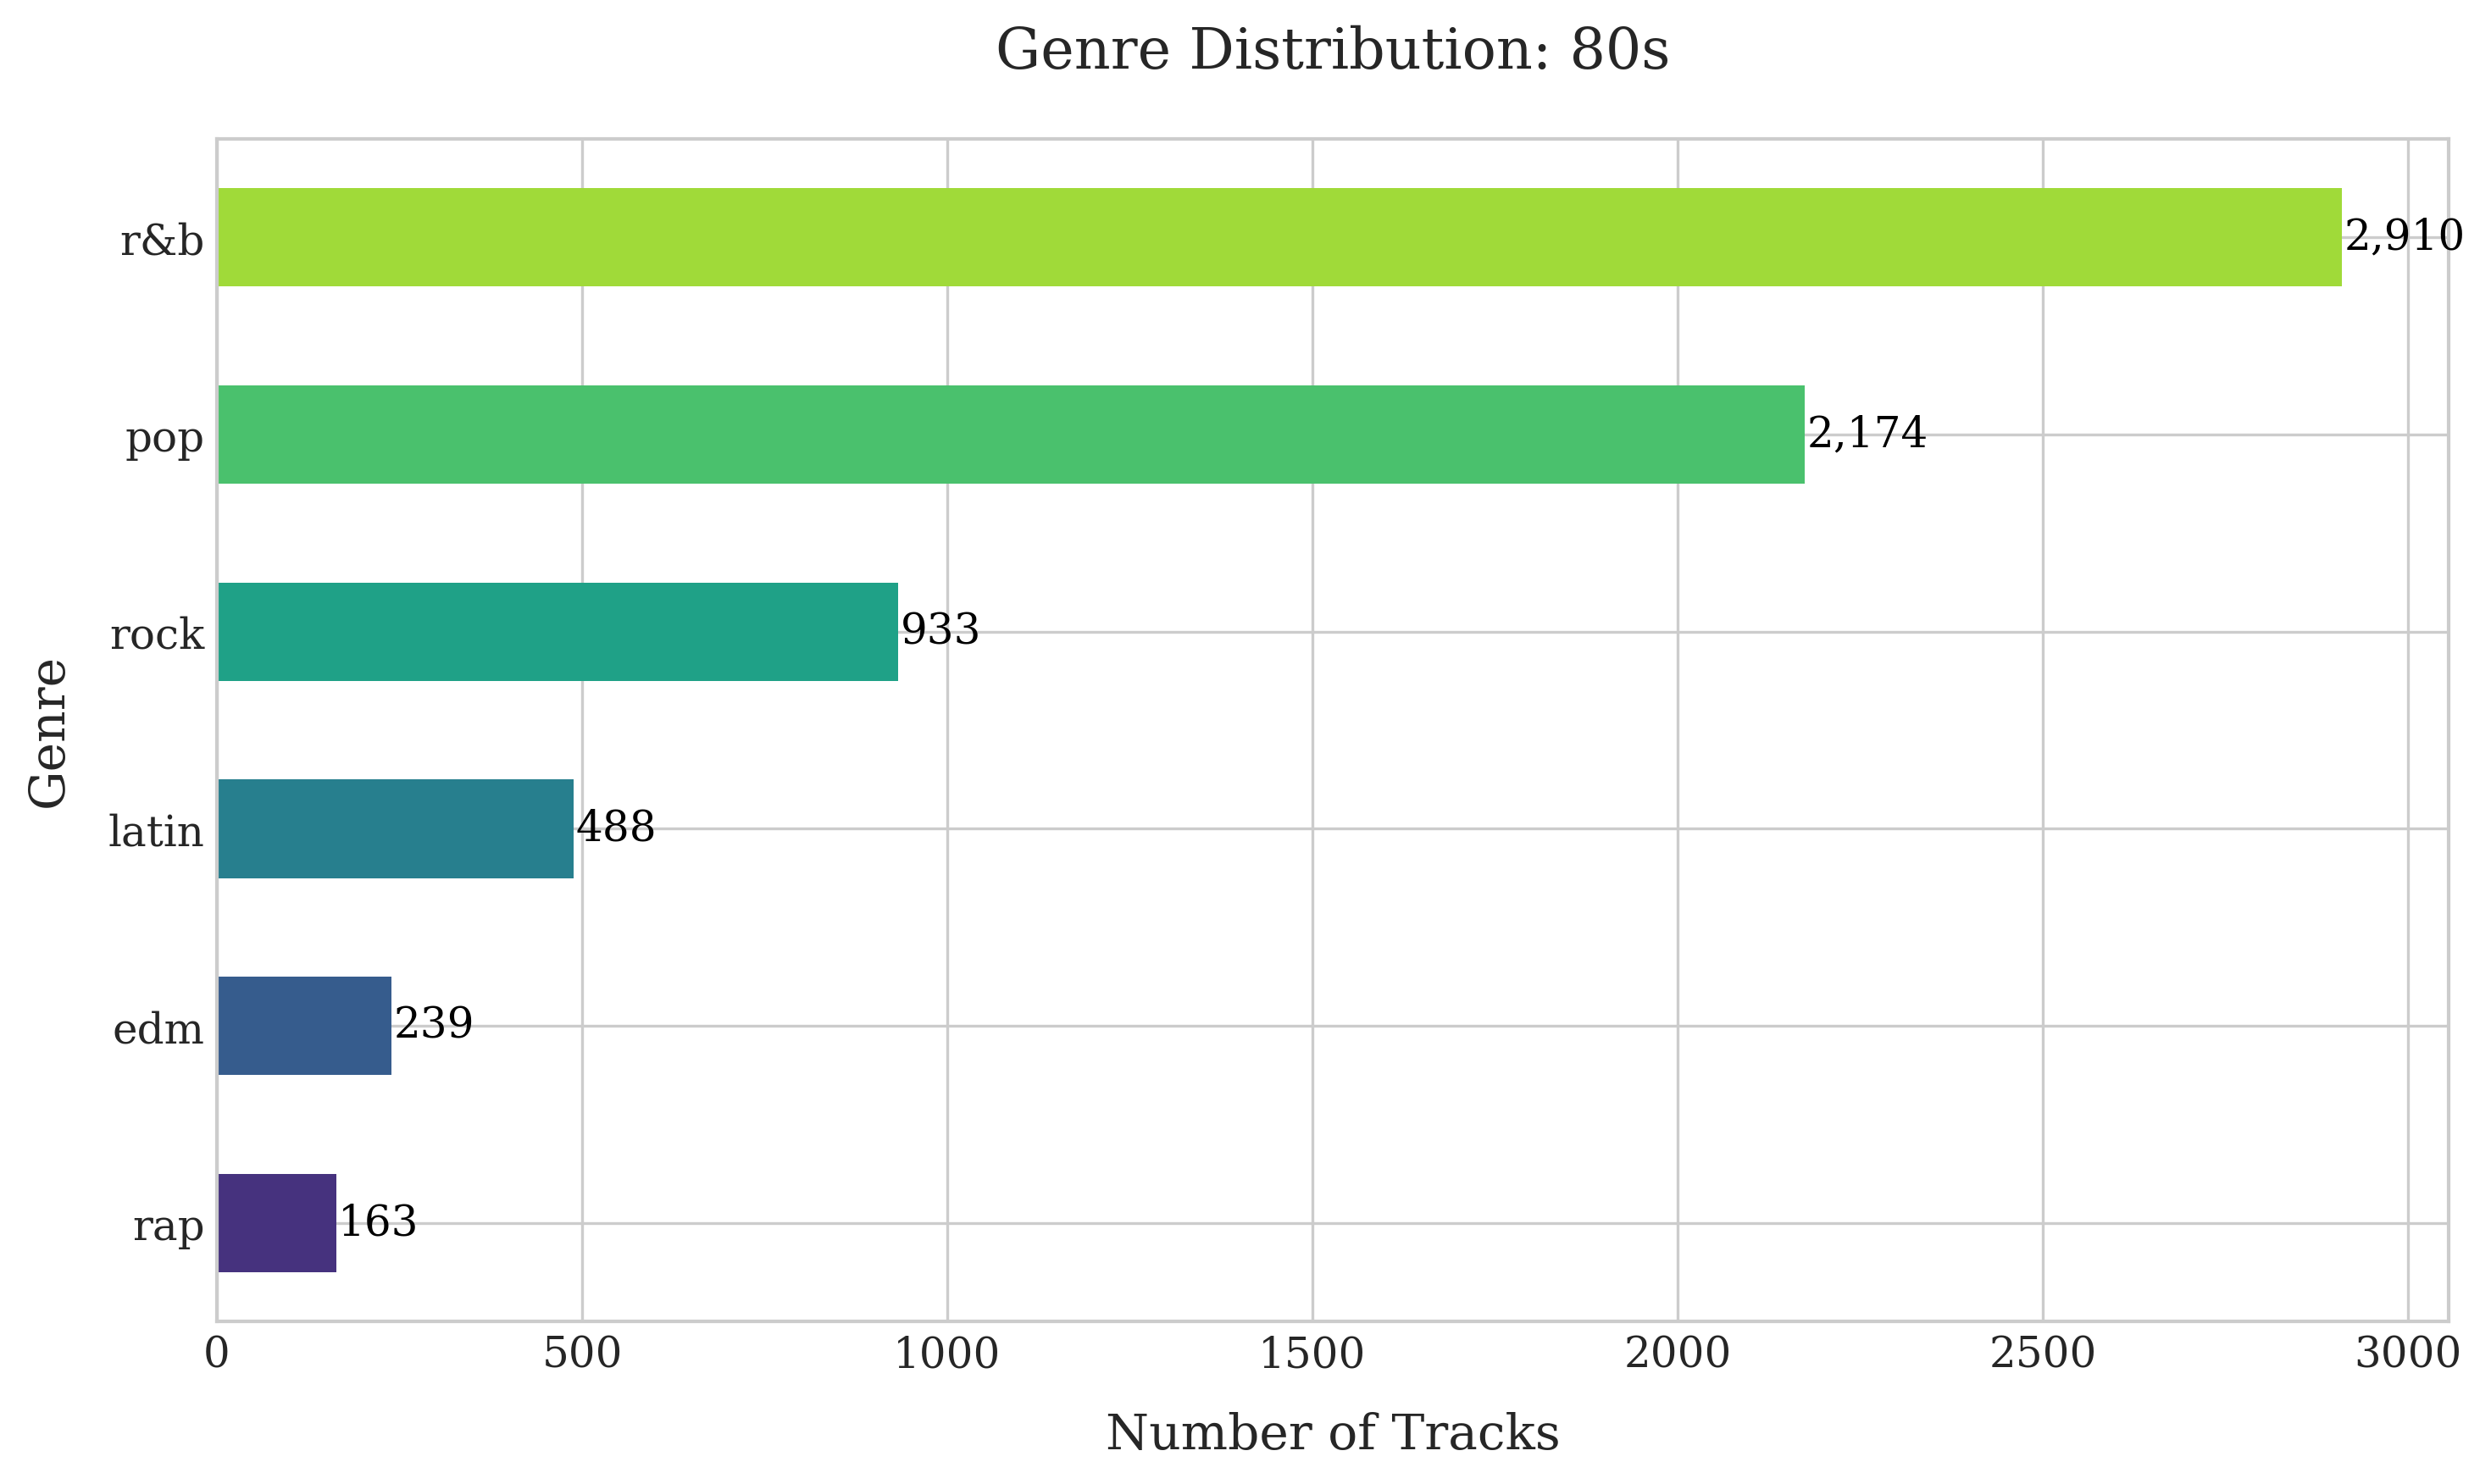 Genre Distribution: 80s
Genre
r&b
2,910
pop
2,174
rock
933
latin
488
edm
239
rap
163
0 500 1000 1500 2000 2500 3000
Number of Tracks